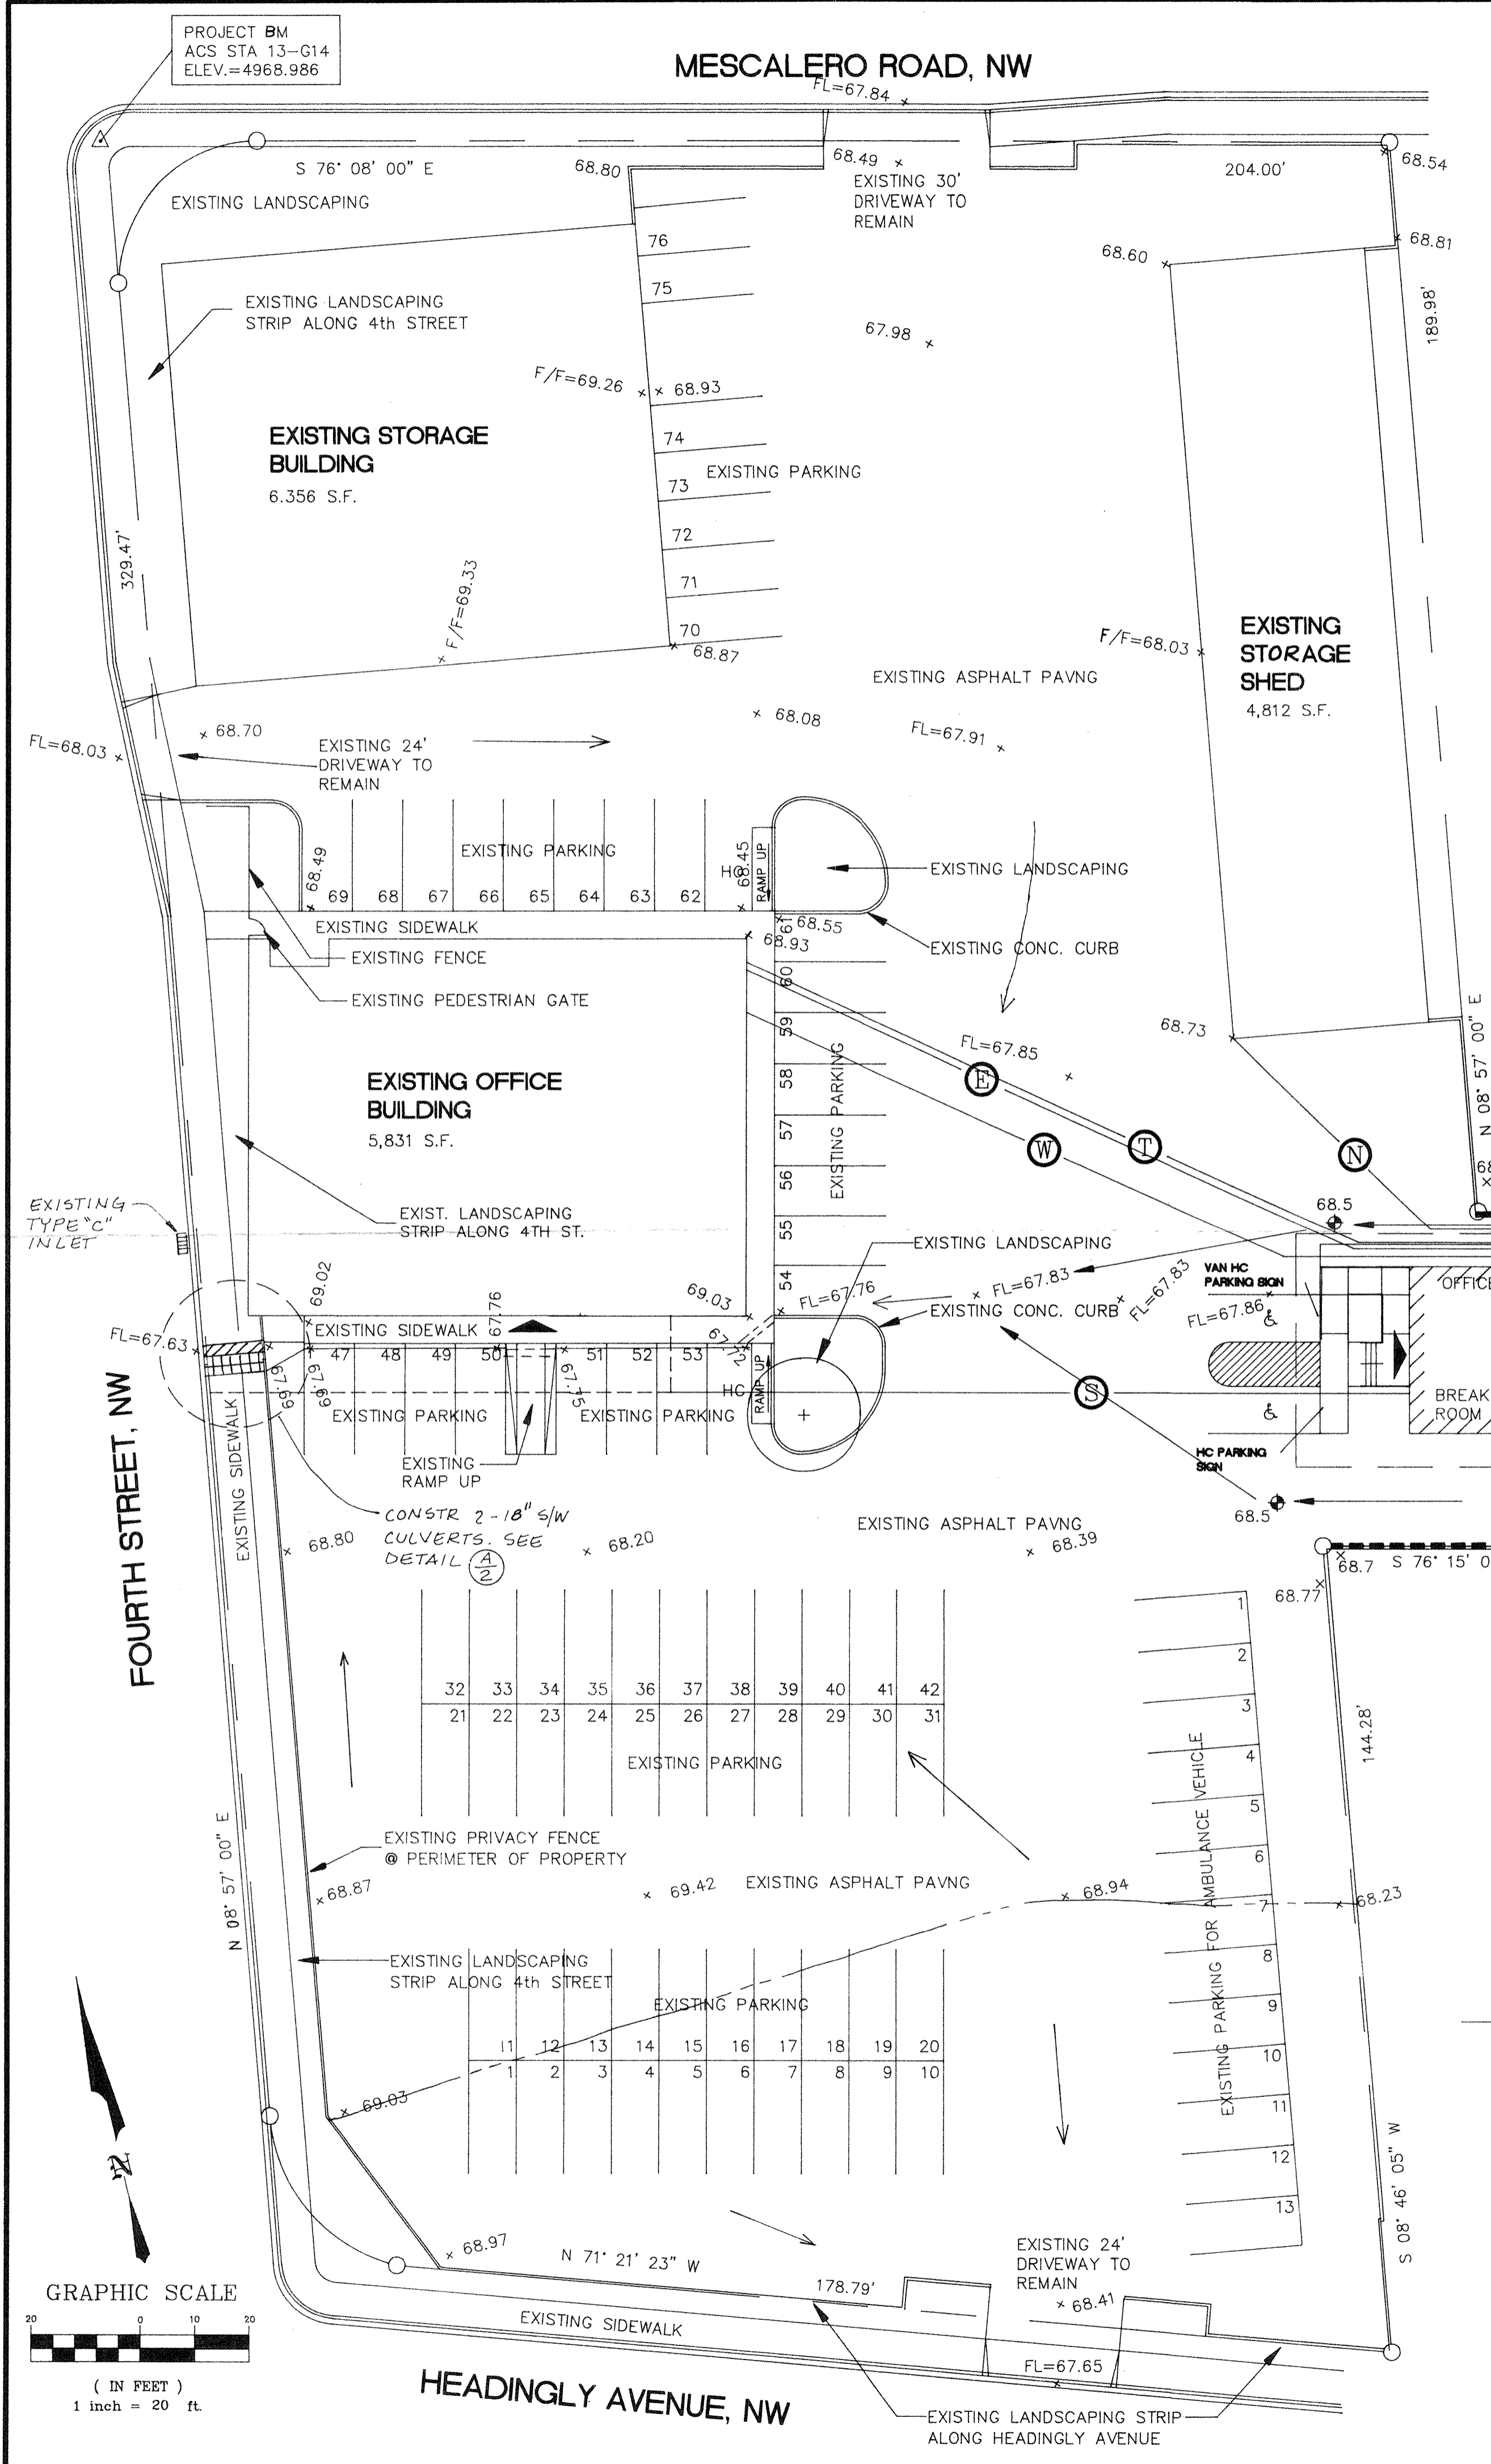 PROJECT BM
ACS STA 13-G14
ELEV.=4968.986
MESCALERO ROAD, NW
FL=67.84
S 76° 08' 00" E
68.80
68.49
EXISTING 30'
DRIVEWAY TO
REMAIN
204.00'
68.54
EXISTING LANDSCAPING
76
68.60
68.81
75
EXISTING LANDSCAPING
STRIP ALONG 4th STREET
67.98
189.98'
F/F=69.26
68.93
EXISTING STORAGE
BUILDING
6.356 S.F.
74
EXISTING PARKING
73
72
329.47'
F/F=69.33
71
70
68.87
F/F=68.03
EXISTING
STORAGE
SHED
4,812 S.F.
EXISTING ASPHALT PAVNG
68.08
FL=67.91
FL=68.03
68.70
EXISTING 24'
DRIVEWAY TO
REMAIN
EXISTING PARKING
68.49
68.45
HC
RAMP UP
EXISTING LANDSCAPING
69 68 67 66 65 64 63 62
EXISTING SIDEWALK
61
68.55
68.93
EXISTING CONC. CURB
EXISTING FENCE
EXISTING PEDESTRIAN GATE
60
59
58
57
56
55
54
EXISTING PARKING
FL=67.85
68.73
N 08° 57' 00" E
E
W
T
N
EXISTING OFFICE
BUILDING
5,831 S.F.
EXISTING
TYPE "C"
INLET
EXIST. LANDSCAPING
STRIP ALONG 4TH ST.
68.5
EXISTING LANDSCAPING
VAN HC
PARKING SIGN
OFFICE
69.02
69.03
FL=67.76
FL=67.83
FL=67.83
FL=67.86
EXISTING CONC. CURB
FL=67.63
EXISTING SIDEWALK
67.76
67.72
47 48 49 50 51 52 53
67.69
67.69
67.75
HC
RAMP UP
S
EXISTING PARKING
EXISTING PARKING
BREAK
ROOM
HC PARKING
SIGN
EXISTING
RAMP UP
FOURTH STREET, NW
EXISTING SIDEWALK
CONSTR 2-18" S/W
CULVERTS. SEE
DETAIL A
2
68.5
EXISTING ASPHALT PAVNG
68.80
68.20
68.39
68.7
S 76° 15' 0
68.77
32 33 34 35 36 37 38 39 40 41 42
21 22 23 24 25 26 27 28 29 30 31
EXISTING PARKING
1
2
3
4
5
6
7
8
9
10
11
12
13
EXISTING PARKING FOR AMBULANCE VEHICLE
144.28'
N 08° 57' 00" E
EXISTING PRIVACY FENCE
@ PERIMETER OF PROPERTY
68.87
69.42
EXISTING ASPHALT PAVNG
68.94
68.23
EXISTING LANDSCAPING
STRIP ALONG 4th STREET
EXISTING PARKING
11 12 13 14 15 16 17 18 19 20
1 2 3 4 5 6 7 8 9 10
69.03
S 08° 46' 05" W
N
68.97
N 71° 21' 23" W
178.79'
EXISTING 24'
DRIVEWAY TO
REMAIN
68.41
GRAPHIC SCALE
20 0 10 20
( IN FEET )
1 inch = 20 ft.
EXISTING SIDEWALK
FL=67.65
HEADINGLY AVENUE, NW
EXISTING LANDSCAPING STRIP
ALONG HEADINGLY AVENUE